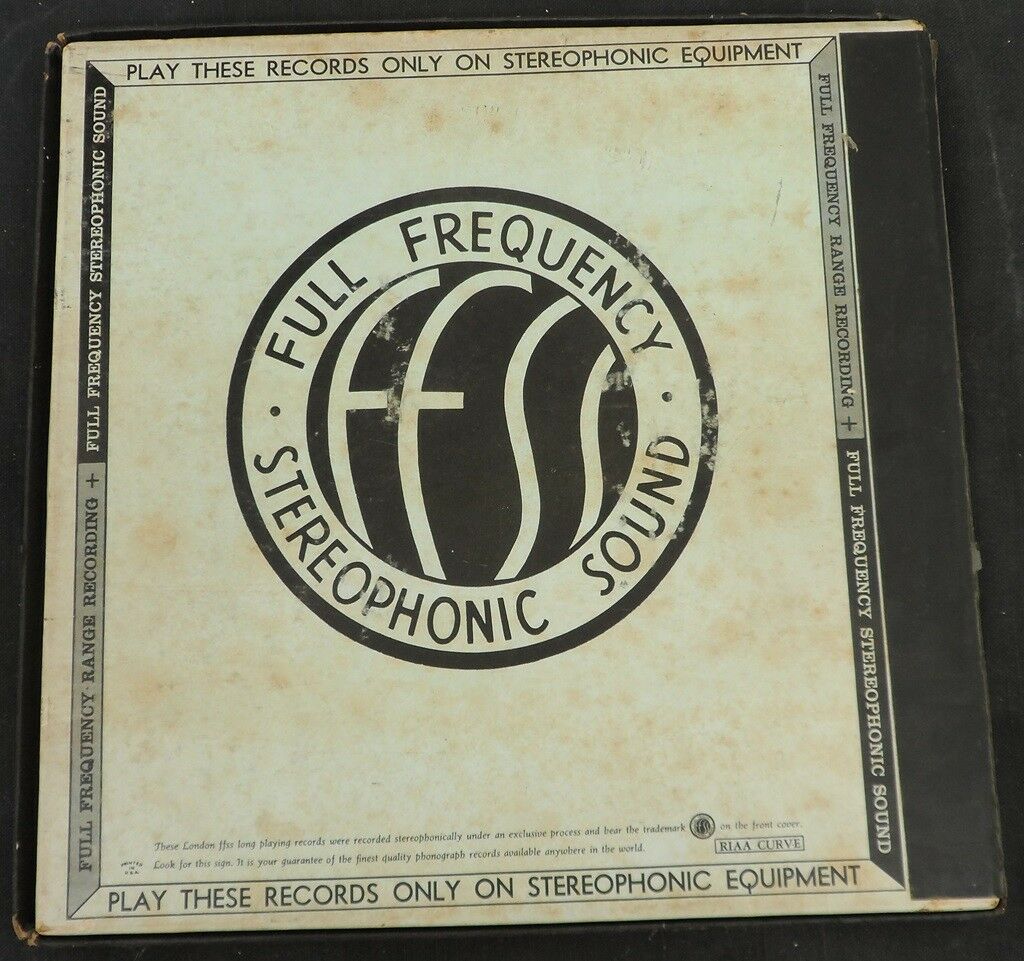 PLAY THESE RECORDS ONLY ON STEREOPHONIC EQUIPMENT
FULL FREQUENCY RANGE RECORDING + FULL FREQUENCY STEREOPHONIC SOUND
FULL FREQUENCY RANGE RECORDING + FULL FREQUENCY STEREOPHONIC SOUND
FULL FREQUENCY
· STEREOPHONIC SOUND ·
ffss
These London ffss long playing records were recorded stereophonically under an exclusive process and bear the trademark on the front cover.
Look for this sign. It is your guarantee of the finest quality phonograph records available anywhere in the world.
RIAA CURVE
PRINTED
IN
U.S.A.
PLAY THESE RECORDS ONLY ON STEREOPHONIC EQUIPMENT